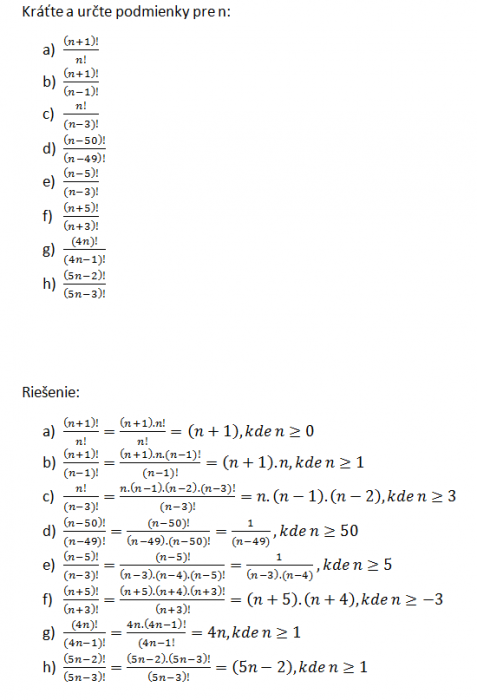 Kráťte a určte podmienky pre n:
a) (n+1)!/n!
b) (n+1)!/(n−1)!
c) n!/(n−3)!
d) (n−50)!/(n−49)!
e) (n−5)!/(n−3)!
f) (n+5)!/(n+3)!
g) (4n)!/(4n−1)!
h) (5n−2)!/(5n−3)!
Riešenie:
a) (n+1)!/n! = (n+1).n!/n! = (n + 1), kde n ≥ 0
b) (n+1)!/(n−1)! = (n+1).n.(n−1)!/(n−1)! = (n + 1).n, kde n ≥ 1
c) n!/(n−3)! = n.(n−1).(n−2).(n−3)!/(n−3)! = n. (n − 1). (n − 2), kde n ≥ 3
d) (n−50)!/(n−49)! = (n−50)!/(n−49).(n−50)! = 1/(n−49) , kde n ≥ 50
e) (n−5)!/(n−3)! = (n−5)!/(n−3).(n−4).(n−5)! = 1/(n−3).(n−4) , kde n ≥ 5
f) (n+5)!/(n+3)! = (n+5).(n+4).(n+3)!/(n+3)! = (n + 5). (n + 4), kde n ≥ −3
g) (4n)!/(4n−1)! = 4n.(4n−1)!/(4n−1! = 4n, kde n ≥ 1
h) (5n−2)!/(5n−3)! = (5n−2).(5n−3)!/(5n−3)! = (5n − 2), kde n ≥ 1